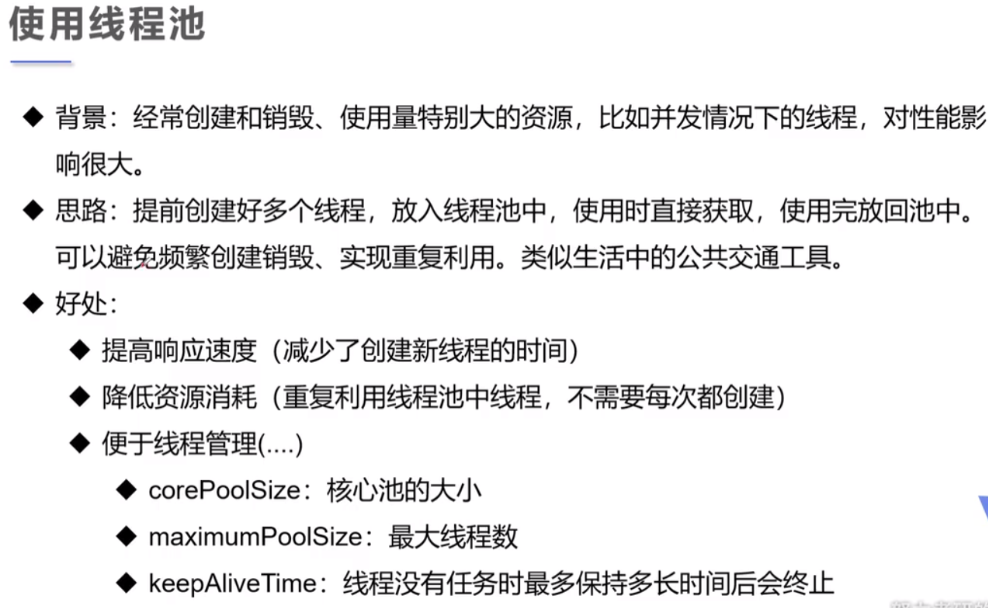 使用线程池
◆ 背景：经常创建和销毁、使用量特别大的资源，比如并发情况下的线程，对性能影
响很大。
◆ 思路：提前创建好多个线程，放入线程池中，使用时直接获取，使用完放回池中。
可以避免频繁创建销毁、实现重复利用。类似生活中的公共交通工具。
◆ 好处：
◆ 提高响应速度（减少了创建新线程的时间）
◆ 降低资源消耗（重复利用线程池中线程，不需要每次都创建）
◆ 便于线程管理(....)
◆ corePoolSize：核心池的大小
◆ maximumPoolSize：最大线程数
◆ keepAliveTime：线程没有任务时最多保持多长时间后会终止